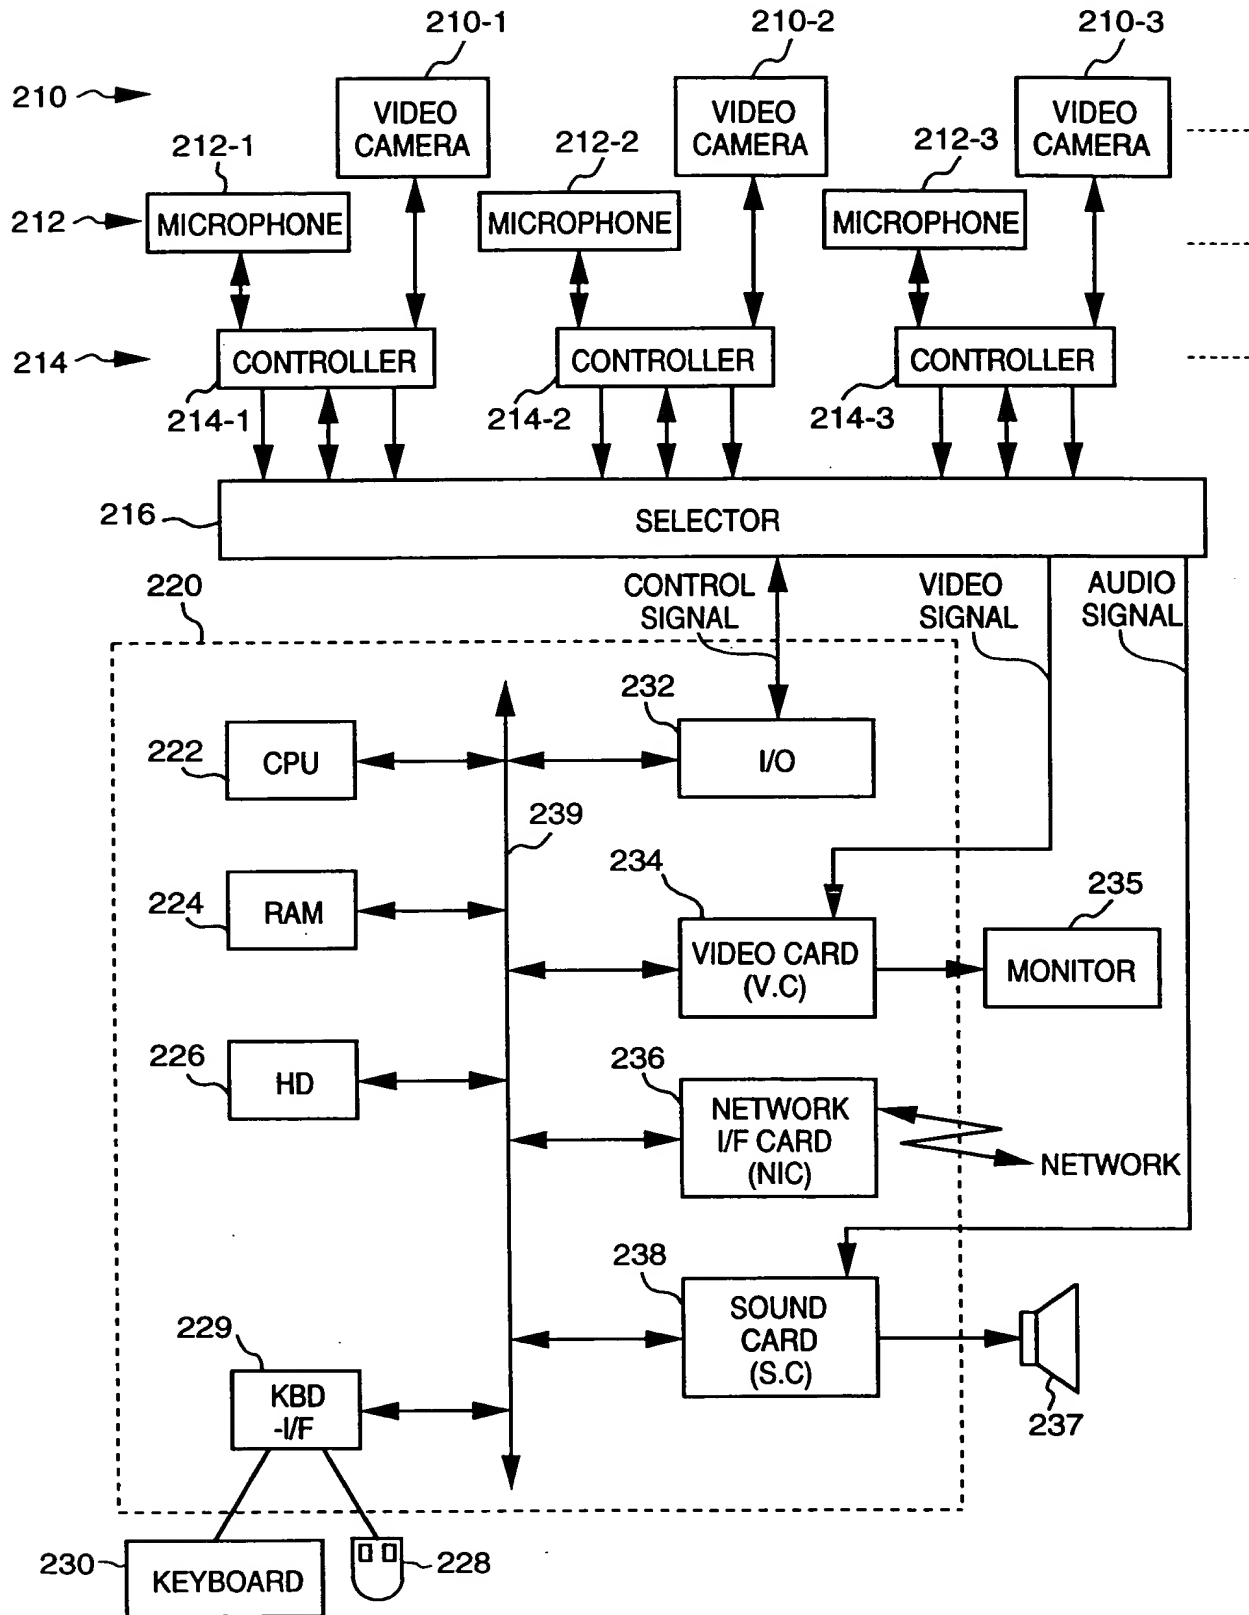 210-1
210-2
210-3
210
VIDEO
CAMERA
VIDEO
CAMERA
VIDEO
CAMERA
212-1
212-2
212-3
212
MICROPHONE
MICROPHONE
MICROPHONE
214
CONTROLLER
CONTROLLER
CONTROLLER
214-1
214-2
214-3
216
SELECTOR
220
CONTROL
SIGNAL
VIDEO
SIGNAL
AUDIO
SIGNAL
232
222
CPU
I/O
239
234
235
224
RAM
VIDEO CARD
(V.C)
MONITOR
226
HD
236
NETWORK
I/F CARD
(NIC)
NETWORK
238
SOUND
CARD
(S.C)
237
229
KBD
-I/F
230
KEYBOARD
228